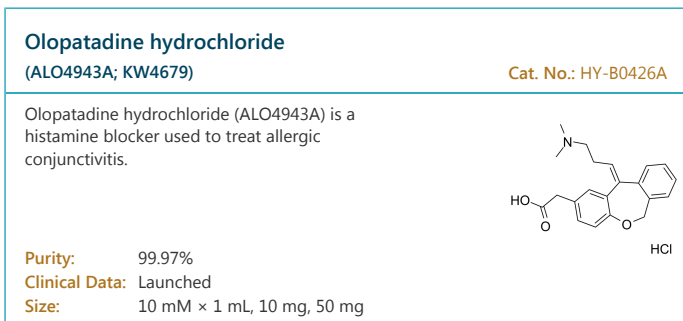 Olopatadine hydrochloride
(ALO4943A; KW4679)
Cat. No.: HY-B0426A
Olopatadine hydrochloride (ALO4943A) is a
histamine blocker used to treat allergic
conjunctivitis.
N
HO
O
O
HCl
Purity: 99.97%
Clinical Data: Launched
Size: 10 mM × 1 mL, 10 mg, 50 mg